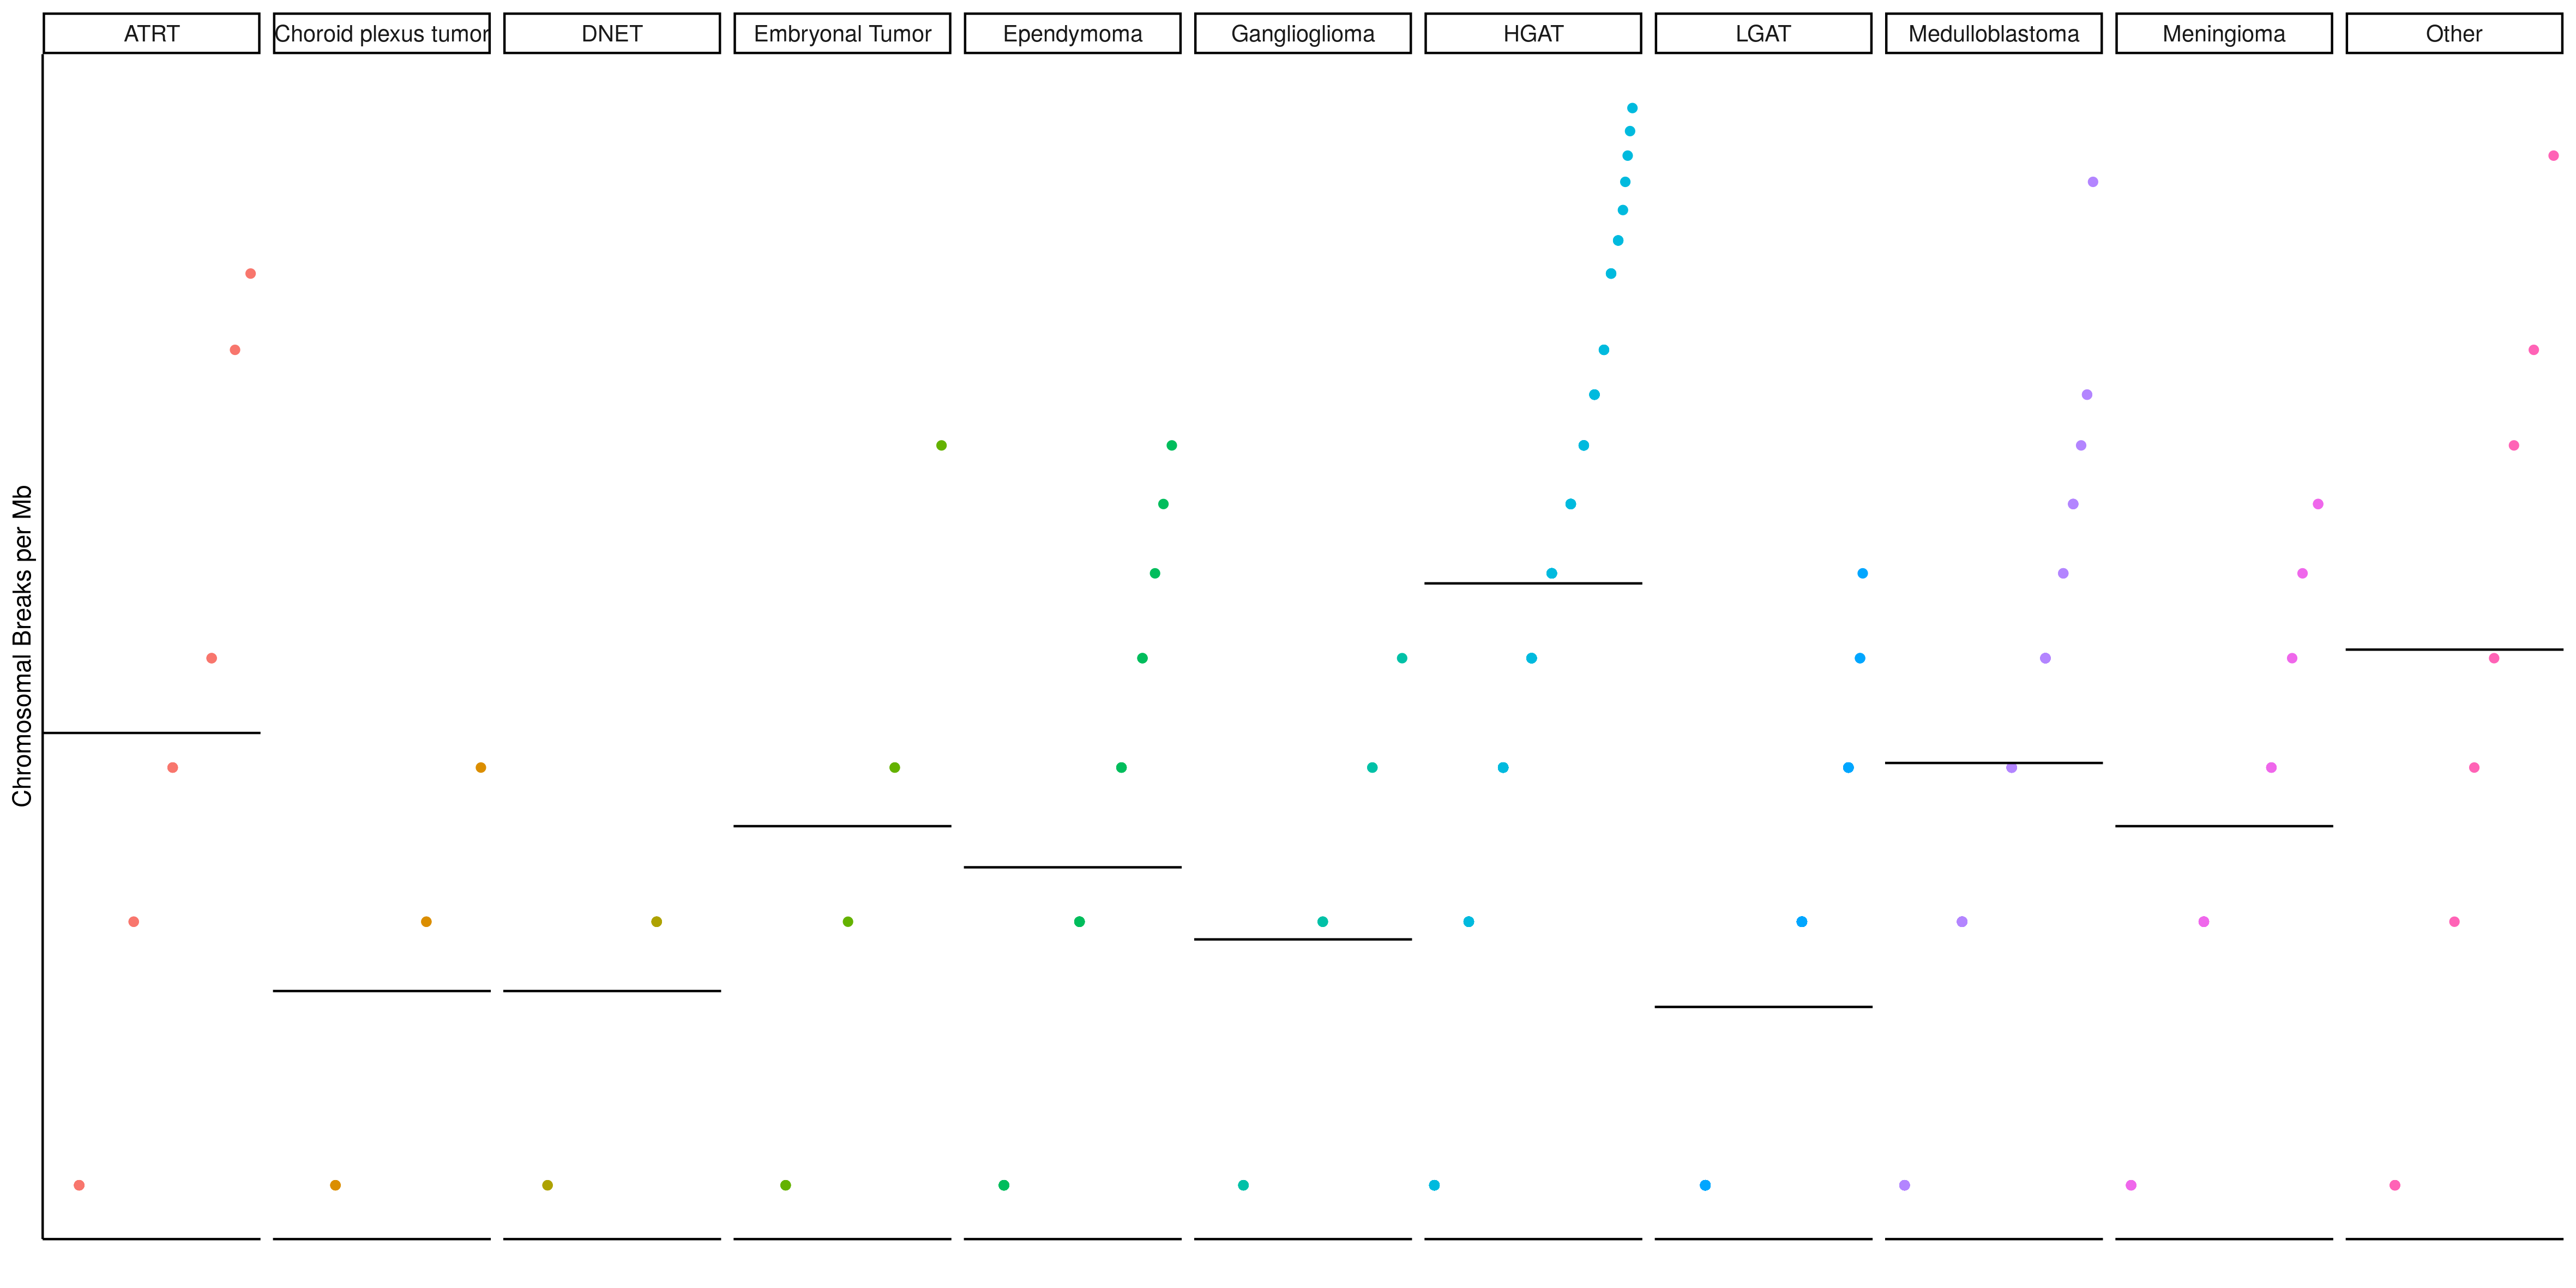 ATRT
Choroid plexus tumor
DNET
Embryonal Tumor
Ependymoma
Ganglioglioma
HGAT
LGAT
Medulloblastoma
Meningioma
Other
Chromosomal Breaks per Mb